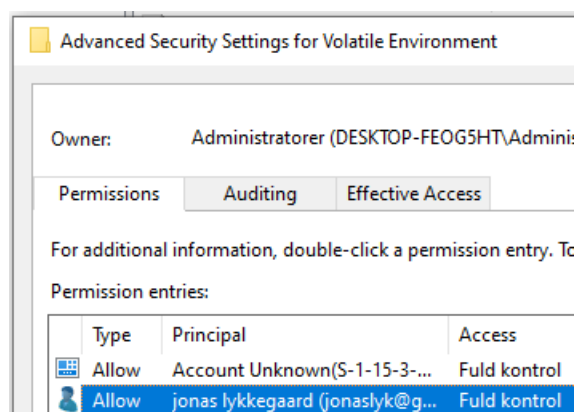 Advanced Security Settings for Volatile Environment
Owner: Administratorer (DESKTOP-FEOG5HT\Adminis
Permissions Auditing Effective Access
For additional information, double-click a permission entry. To
Permission entries:
Type Principal Access
Allow Account Unknown(S-1-15-3-... Fuld kontrol
Allow jonas lykkegaard (jonaslyk@g... Fuld kontrol